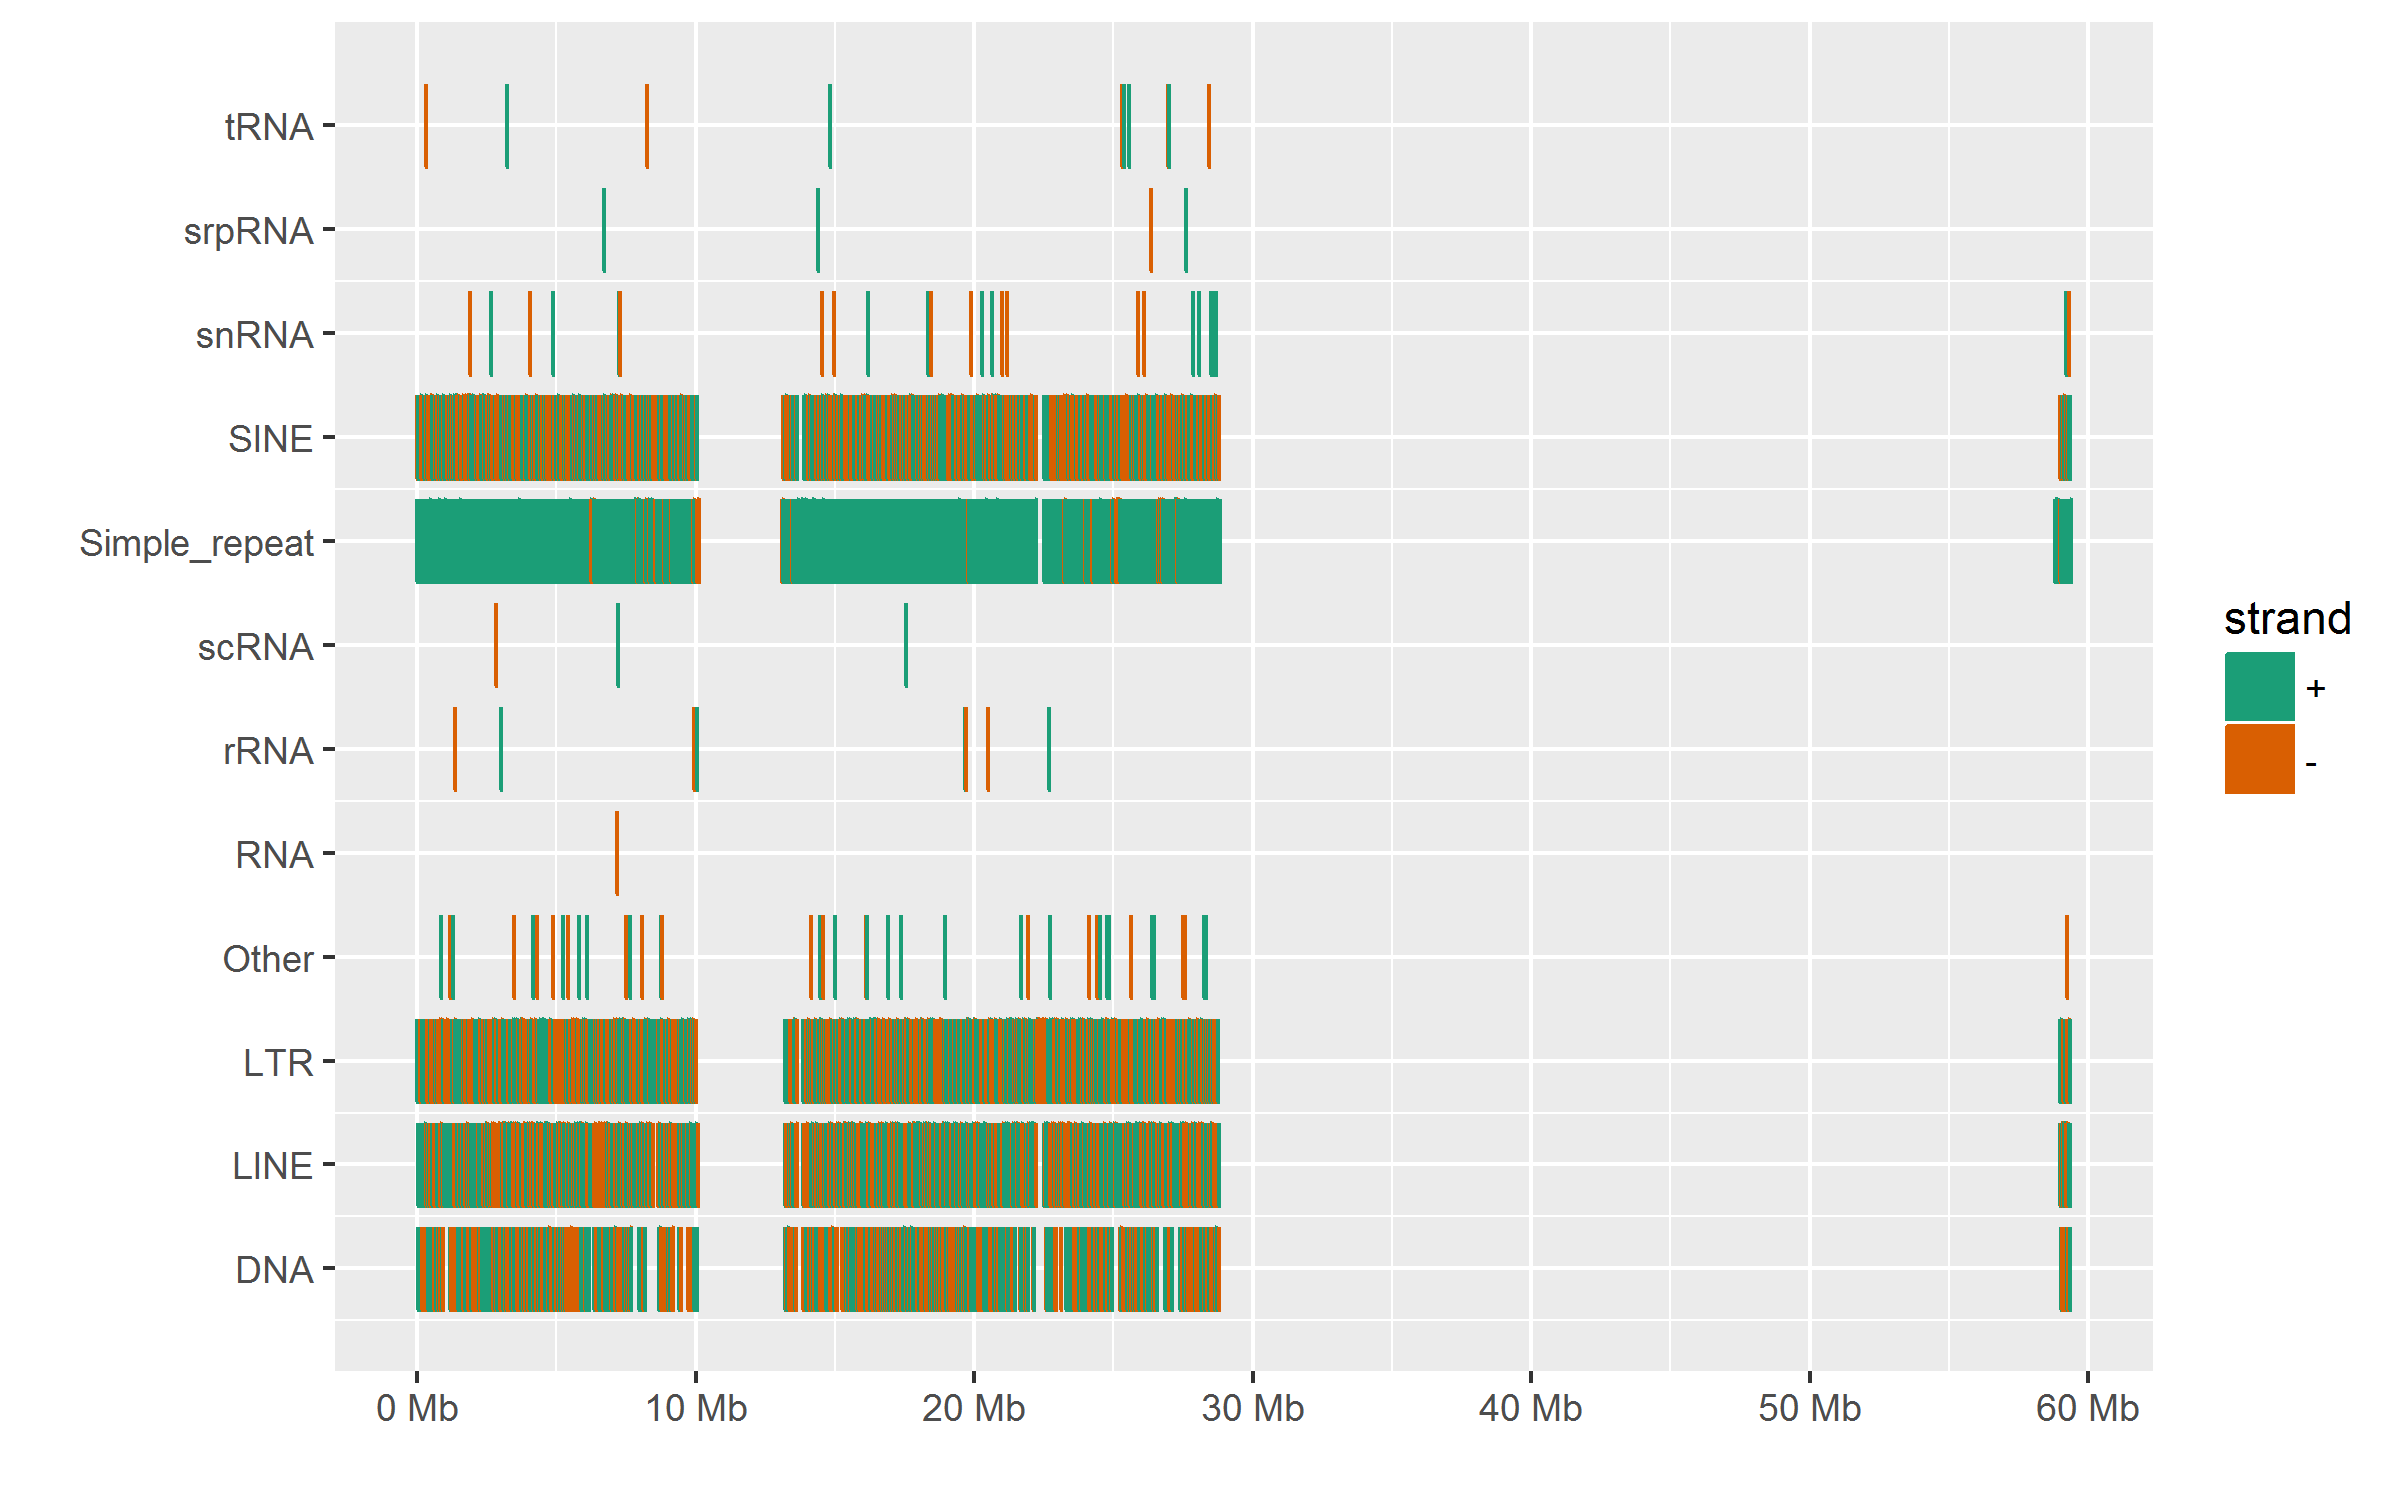 tRNA
srpRNA
snRNA
SINE
Simple_repeat
scRNA
rRNA
RNA
Other
LTR
LINE
DNA
0 Mb 10 Mb 20 Mb 30 Mb 40 Mb 50 Mb 60 Mb
strand
+
-